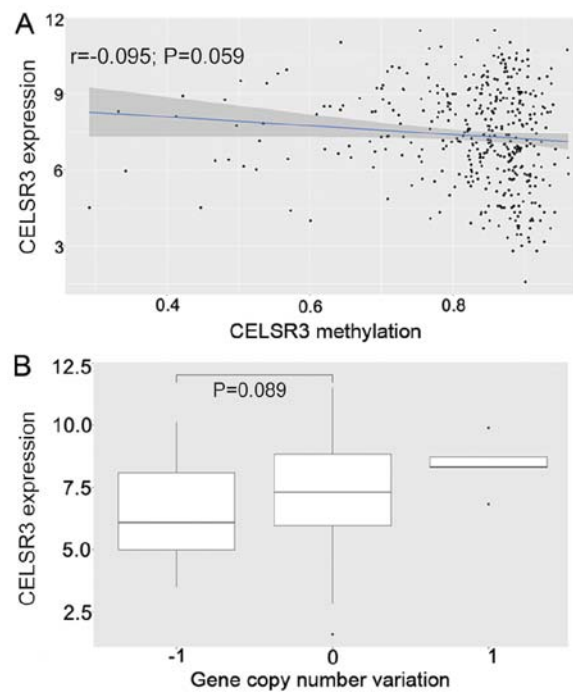 A
12
r=-0.095; P=0.059
9
6
3
CELSR3 expression
0.4 0.6 0.8
CELSR3 methylation
B
12.5
P=0.089
10.0
7.5
5.0
2.5
CELSR3 expression
-1 0 1
Gene copy number variation